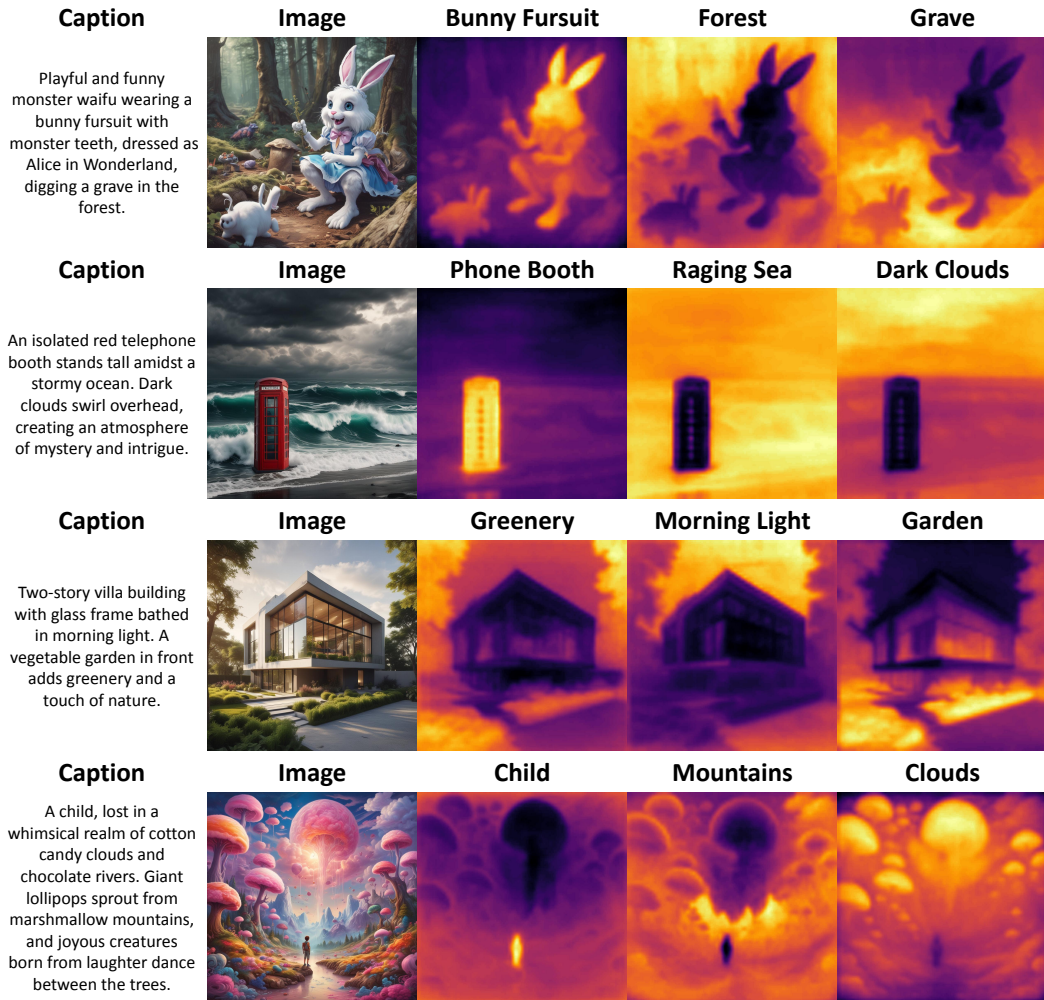 Caption Image Bunny Fursuit Forest Grave
Playful and funny
monster waifu wearing a
bunny fursuit with
monster teeth, dressed as
Alice in Wonderland,
digging a grave in the
forest.
Caption Image Phone Booth Raging Sea Dark Clouds
An isolated red telephone
booth stands tall amidst a
stormy ocean. Dark
clouds swirl overhead,
creating an atmosphere
of mystery and intrigue.
Caption Image Greenery Morning Light Garden
Two-story villa building
with glass frame bathed
in morning light. A
vegetable garden in front
adds greenery and a
touch of nature.
Caption Image Child Mountains Clouds
A child, lost in a
whimsical realm of cotton
candy clouds and
chocolate rivers. Giant
lollipops sprout from
marshmallow mountains,
and joyous creatures
born from laughter dance
between the trees.